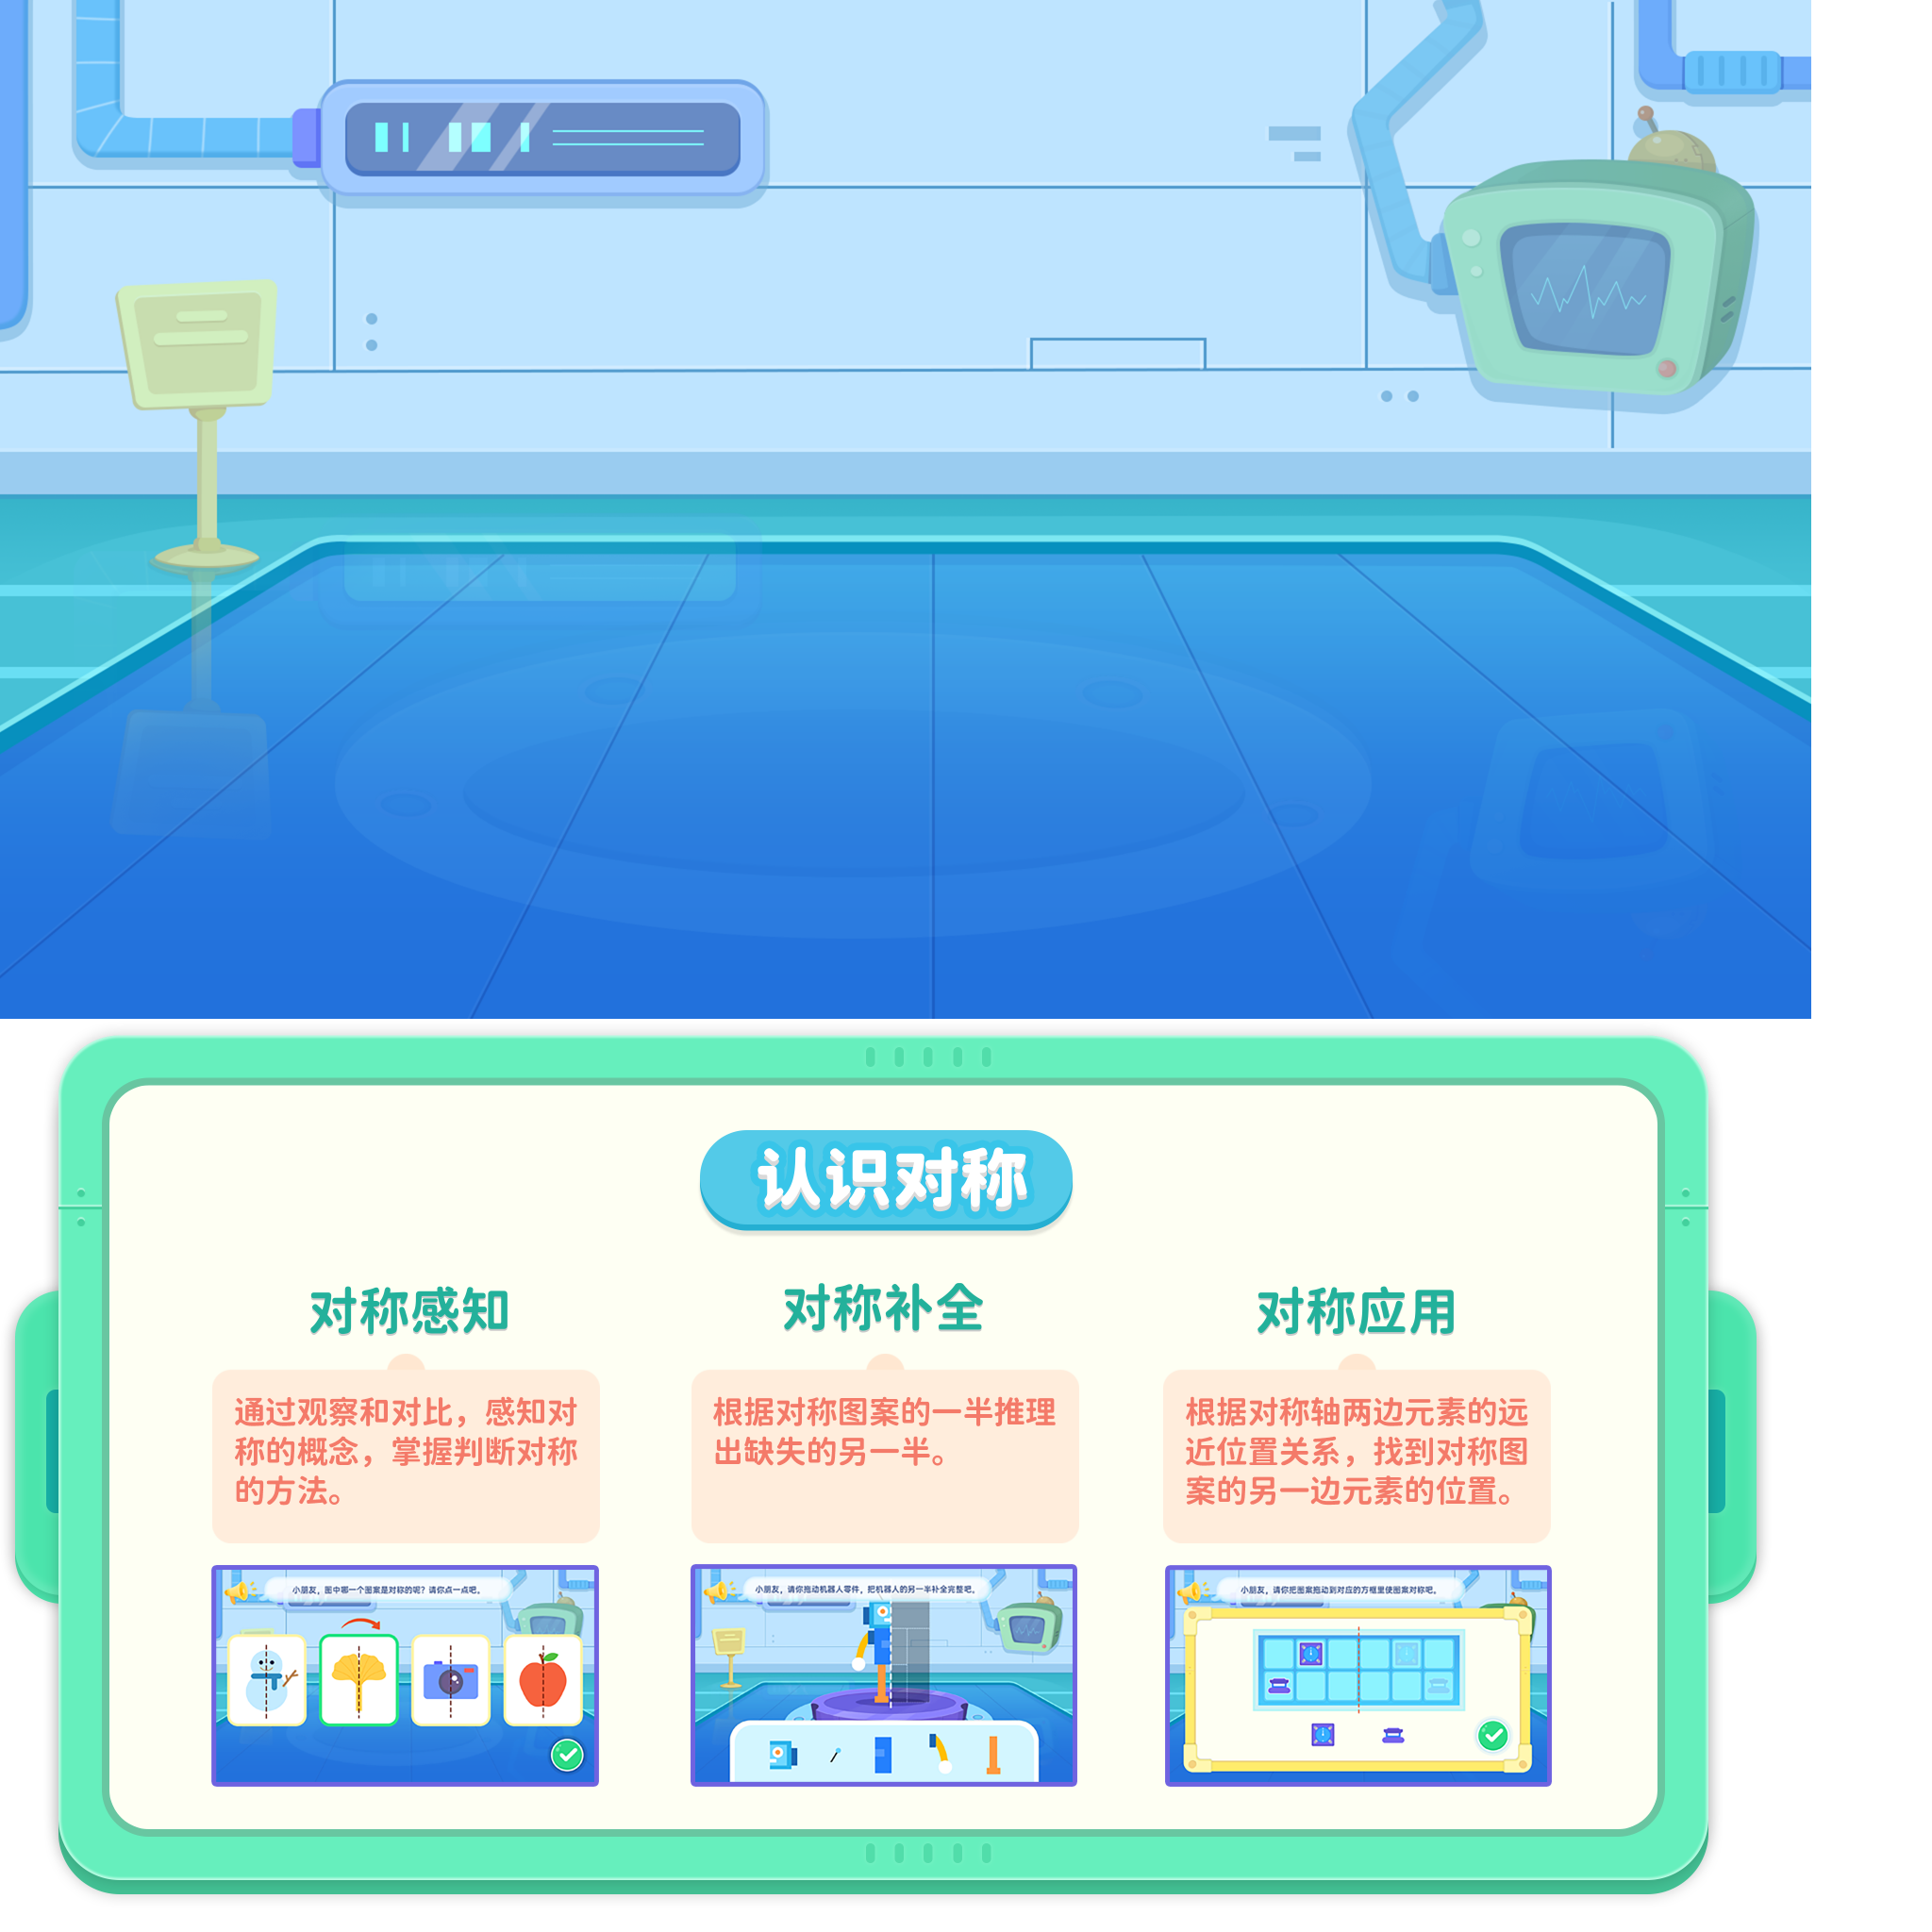 认识对称
对称感知
通过观察和对比，感知对
称的概念，掌握判断对称
的方法。
小朋友，图中哪一个图案是对称的呢？请你点一点吧。
对称补全
根据对称图案的一半推理
出缺失的另一半。
小朋友，请你拖动机器人零件，把机器人的另一半补全完整吧。
对称应用
根据对称轴两边元素的远
近位置关系，找到对称图
案的另一边元素的位置。
小朋友，请你把图案拖动到对应的方框里使图案对称吧。